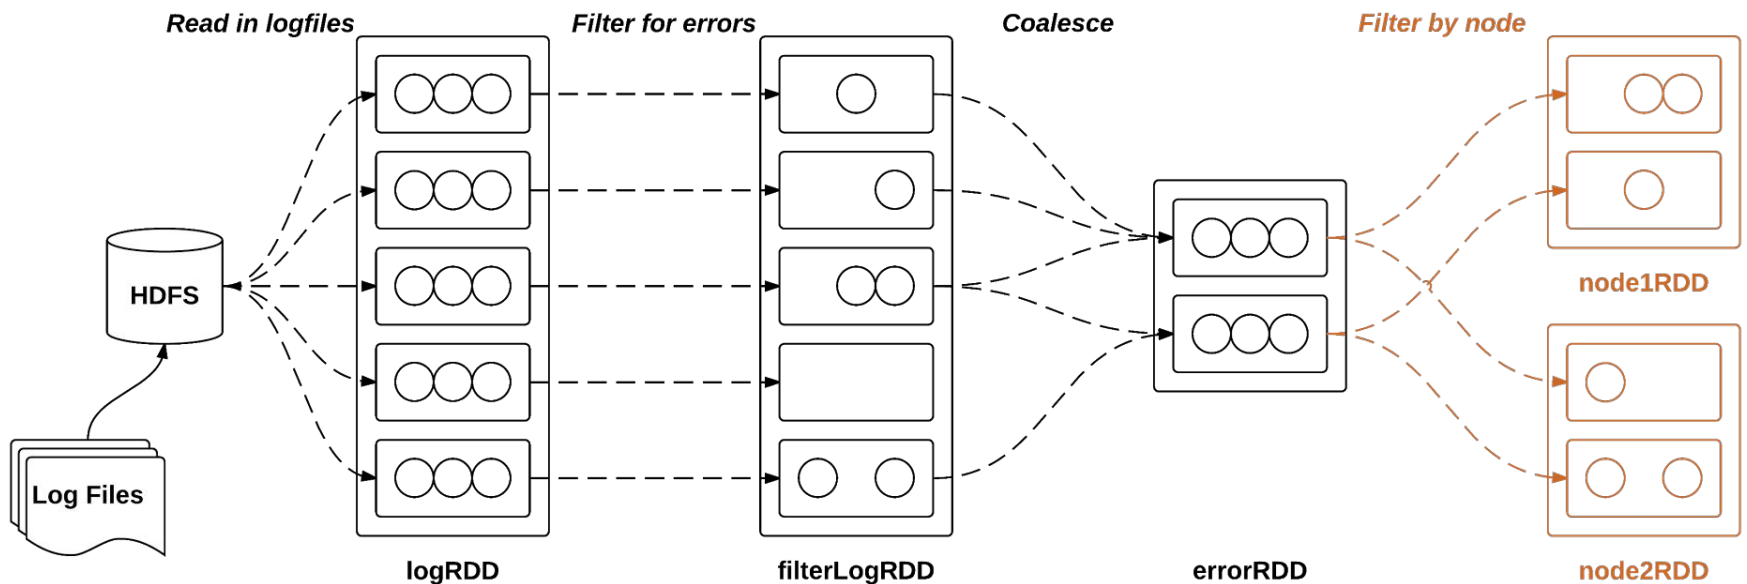 Read in logfiles
Filter for errors
Coalesce
Filter by node
HDFS
Log Files
node1RDD
logRDD
filterLogRDD
errorRDD
node2RDD